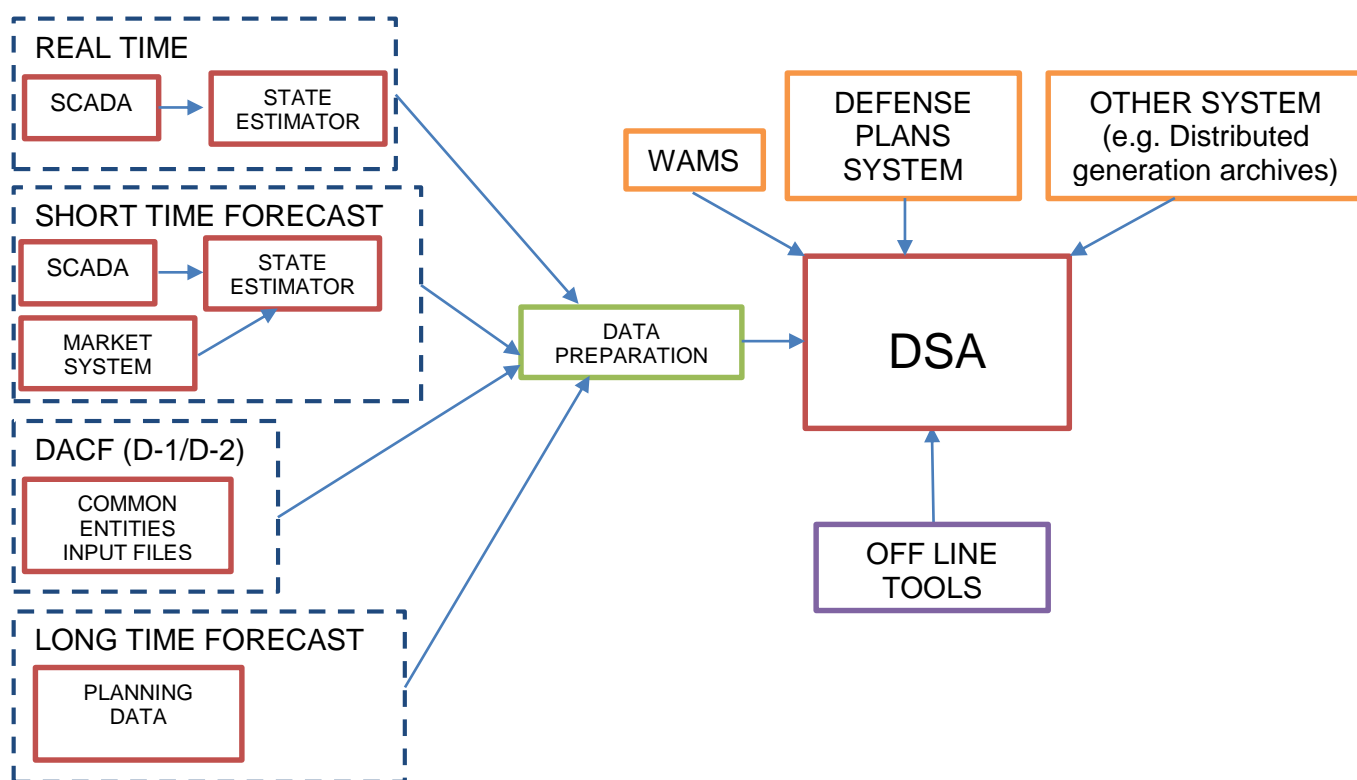 REAL TIME
SCADA
STATE
ESTIMATOR
SHORT TIME FORECAST
SCADA
STATE
ESTIMATOR
MARKET
SYSTEM
DACF (D-1/D-2)
COMMON
ENTITIES
INPUT FILES
LONG TIME FORECAST
PLANNING
DATA
DATA
PREPARATION
WAMS
DEFENSE
PLANS
SYSTEM
OTHER SYSTEM
(e.g. Distributed
generation archives)
DSA
OFF LINE
TOOLS